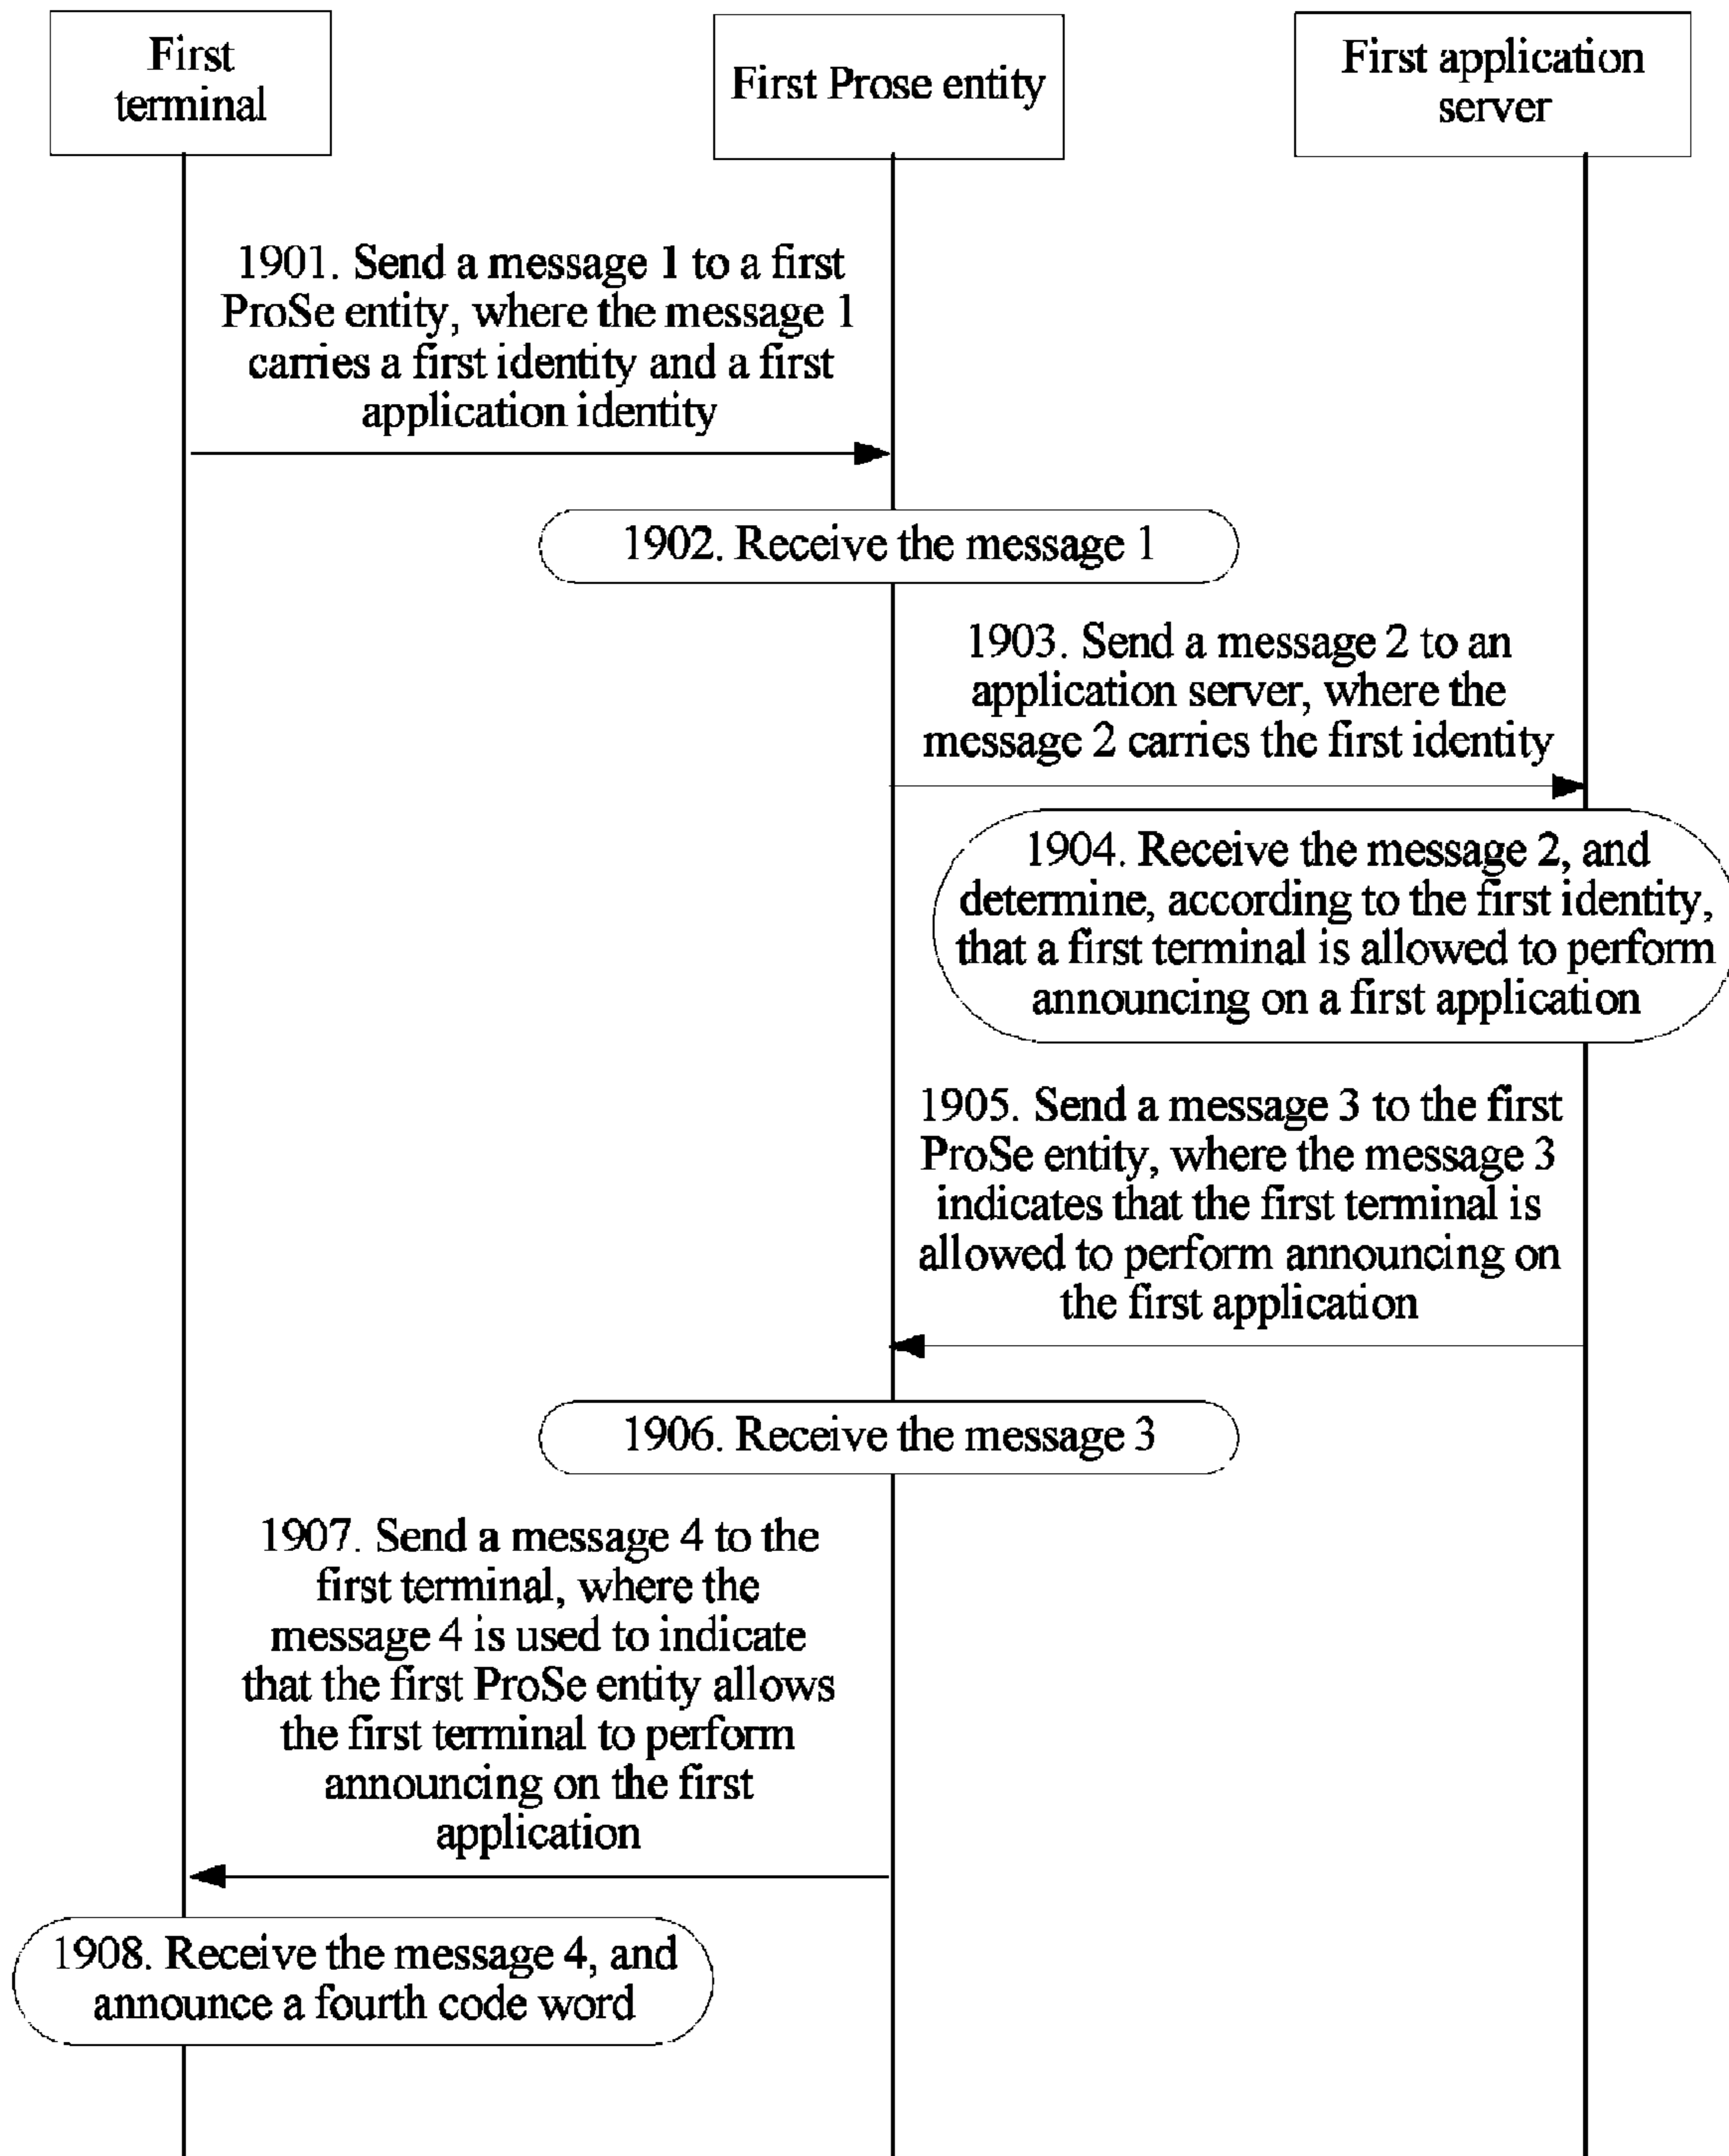 First
terminal
First Prose entity
First application
server
1901. Send a message 1 to a first
ProSe entity, where the message 1
carries a first identity and a first
application identity
1902. Receive the message 1
1903. Send a message 2 to an
application server, where the
message 2 carries the first identity
1904. Receive the message 2, and
determine, according to the first identity,
that a first terminal is allowed to perform
announcing on a first application
1905. Send a message 3 to the first
ProSe entity, where the message 3
indicates that the first terminal is
allowed to perform announcing on
the first application
1906. Receive the message 3
1907. Send a message 4 to the
first terminal, where the
message 4 is used to indicate
that the first ProSe entity allows
the first terminal to perform
announcing on the first
application
1908. Receive the message 4, and
announce a fourth code word